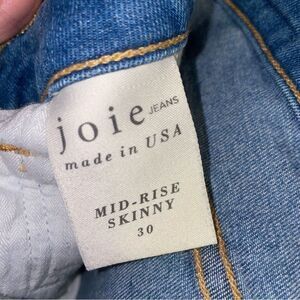 joie JEANS
made in USA
MID-RISE
SKINNY
30